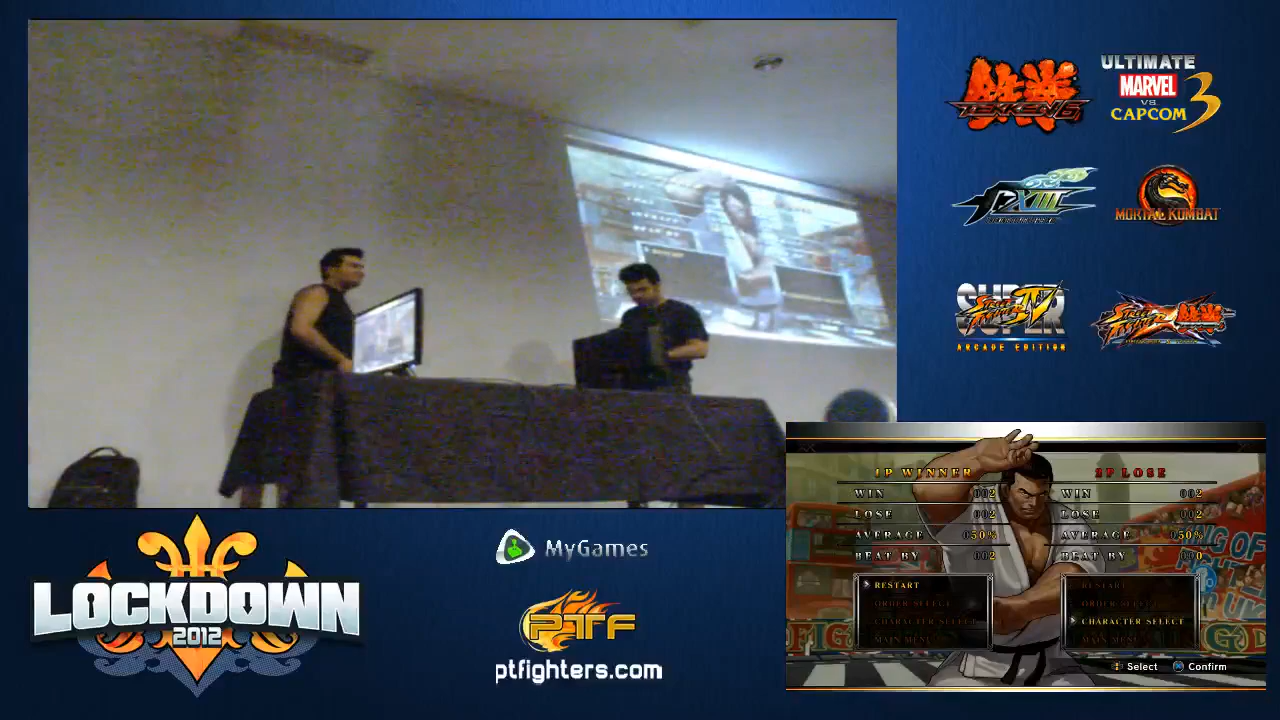 TEKKEN 6
ULTIMATE
MARVEL
VS.
CAPCOM 3
XIII
MORTAL KOMBAT
SUPER
STREET FIGHTER IV
ARCADE EDITION
STREET FIGHTER X
1P WINNER
2P LOSE
WIN 002
WIN 002
LOSE 002
LOSE 002
AVERAGE 050%
AVERAGE 050%
BEAT BY 002
BEAT BY 000
RESTART
ORDER SELECT
CHARACTER SELECT
MAIN MENU
RESTART
ORDER SELECT
CHARACTER SELECT
MAIN MENU
Select
Confirm
LOCKDOWN
2012
MyGames
PTF
ptfighters.com